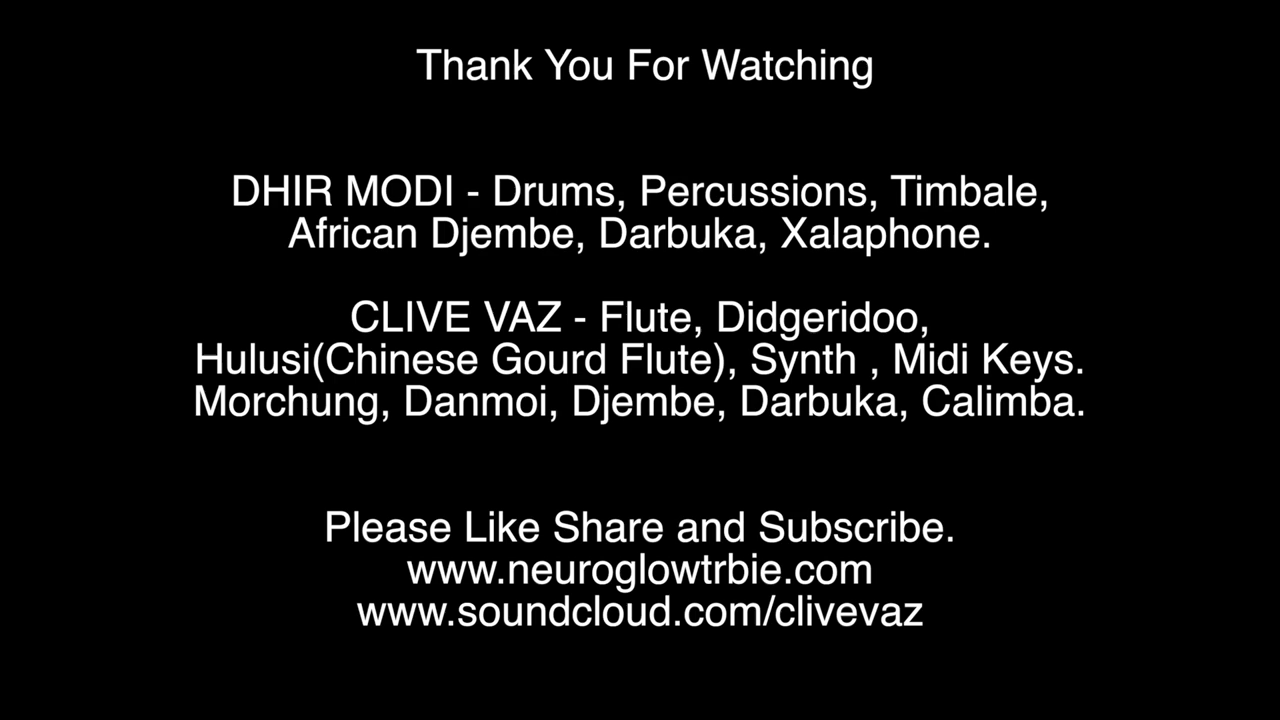 Thank You For Watching
DHIR MODI - Drums, Percussions, Timbale,
African Djembe, Darbuka, Xalaphone.
CLIVE VAZ - Flute, Didgeridoo,
Hulusi(Chinese Gourd Flute), Synth , Midi Keys.
Morchung, Danmoi, Djembe, Darbuka, Calimba.
Please Like Share and Subscribe.
www.neuroglowtrbie.com
www.soundcloud.com/clivevaz